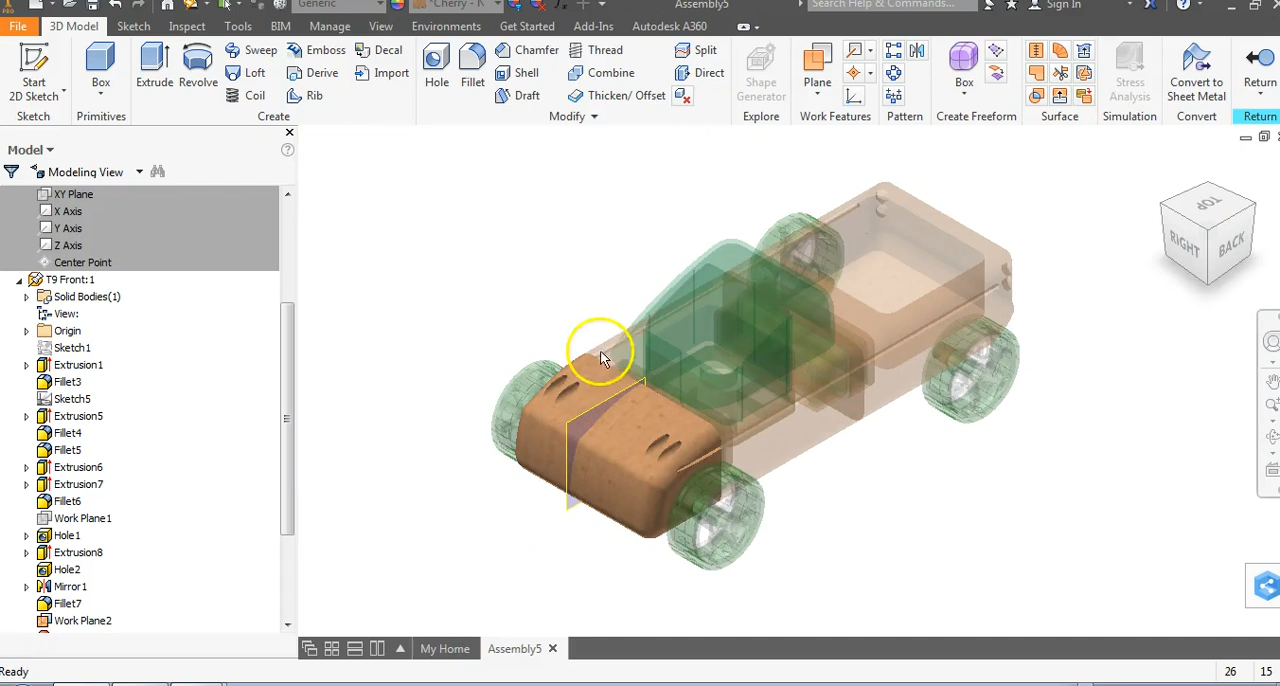 Generic
"Cherry - N
Assembly5
Search Help & Commands...
Sign In
File 3D Model Sketch Inspect Tools BIM Manage View Environments Get Started Add-Ins Autodesk A360
Start
2D Sketch
Sketch
Box
Primitives
Extrude
Revolve
Sweep Emboss Decal
Loft Derive Import
Coil Rib
Create
Hole
Fillet
Chamfer Thread Split
Shell Combine Direct
Draft Thicken/ Offset
Modify
Shape
Generator
Explore
Plane
Work Features
Pattern
Box
Create Freeform
Surface
Stress
Analysis
Simulation
Convert to
Sheet Metal
Convert
Return
Return
Model
Modeling View
XY Plane
X Axis
Y Axis
Z Axis
Center Point
T9 Front:1
Solid Bodies(1)
View:
Origin
Sketch1
Extrusion1
Fillet3
Sketch5
Extrusion5
Fillet4
Fillet5
Extrusion6
Extrusion7
Fillet6
Work Plane1
Hole1
Extrusion8
Hole2
Mirror1
Fillet7
Work Plane2
TOP
RIGHT
BACK
My Home
Assembly5
Ready
26 15